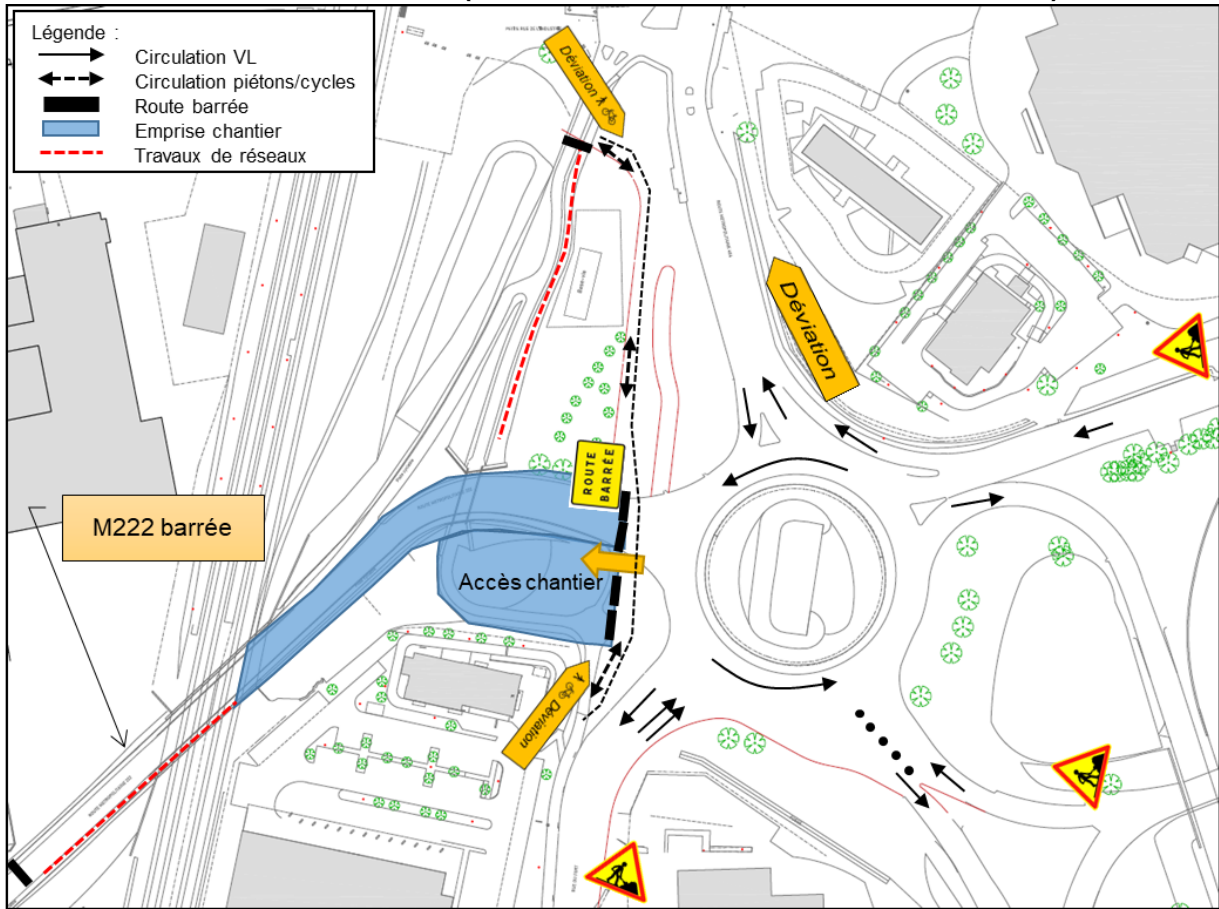 Légende :
Circulation VL
Circulation piétons/cycles
Route barrée
Emprise chantier
Travaux de réseaux
Déviation
Déviation
ROUTE
BARRÉE
M222 barrée
Accès chantier
Déviation